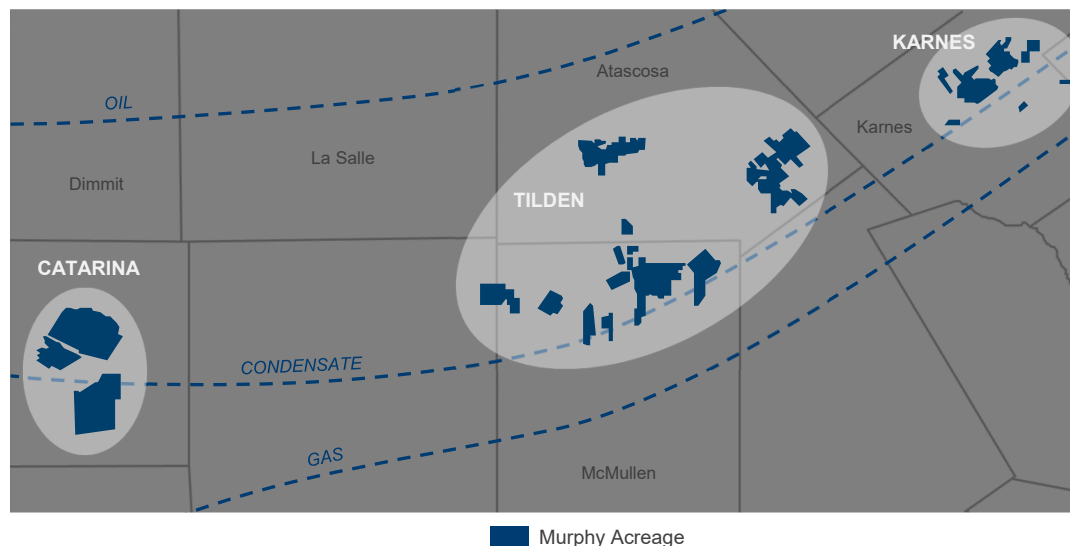 KARNES
Atascosa
OIL
Karnes
La Salle
Dimmit
TILDEN
CATARINA
CONDENSATE
GAS
McMullen
Murphy Acreage